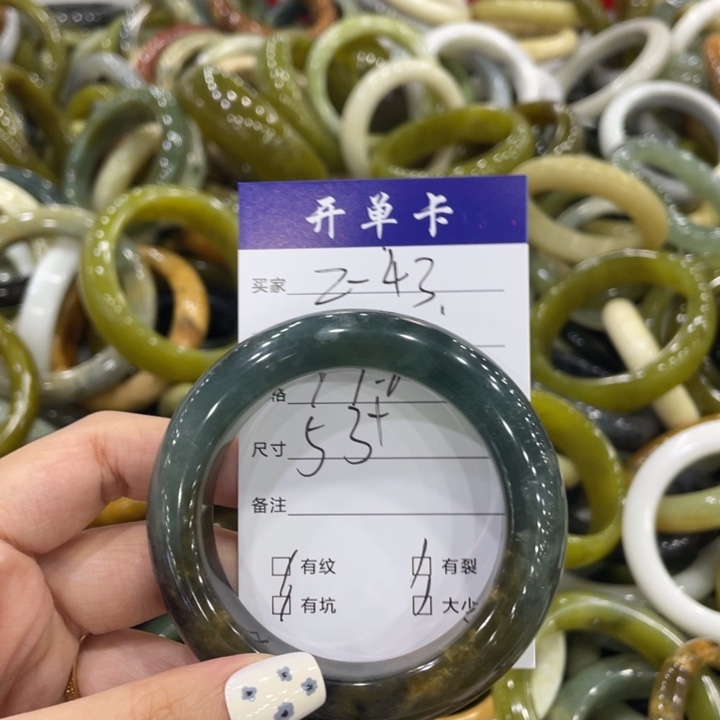 开单卡
买家 Z-43
格
尺寸 53+
备注
有纹 有裂
有坑 大小